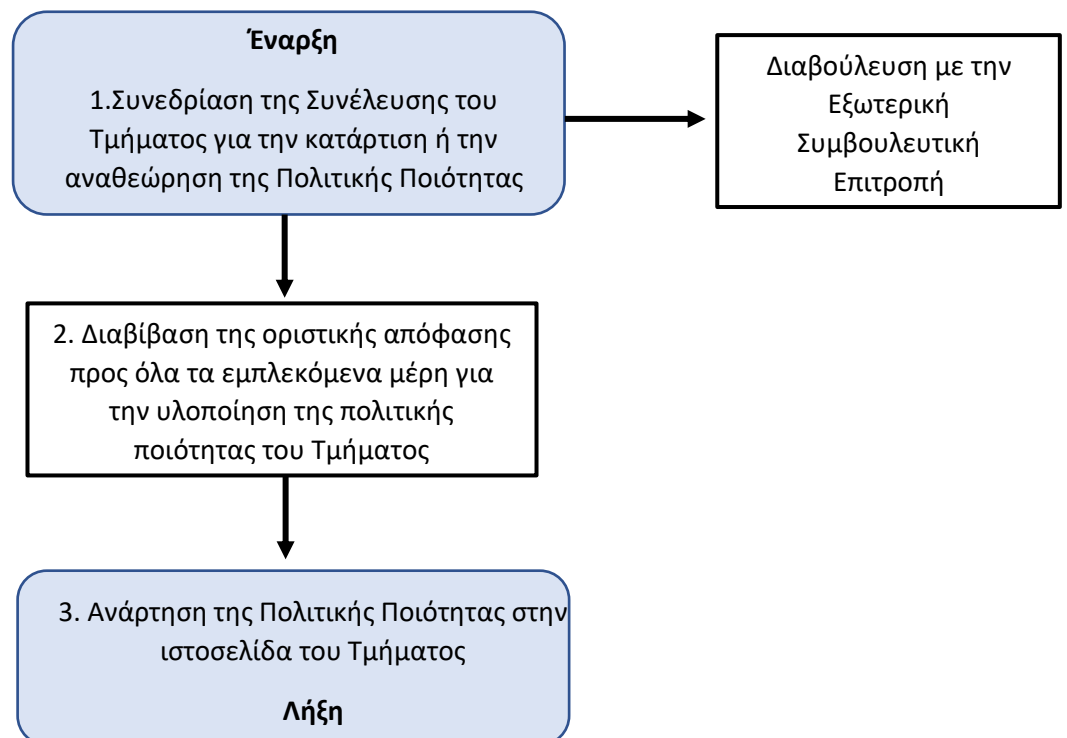 Έναρξη
1.Συνεδρίαση της Συνέλευσης του
Τμήματος για την κατάρτιση ή την
αναθεώρηση της Πολιτικής Ποιότητας
Διαβούλευση με την
Εξωτερική
Συμβουλευτική
Επιτροπή
2. Διαβίβαση της οριστικής απόφασης
προς όλα τα εμπλεκόμενα μέρη για
την υλοποίηση της πολιτικής
ποιότητας του Τμήματος
3. Ανάρτηση της Πολιτικής Ποιότητας στην
ιστοσελίδα του Τμήματος
Λήξη